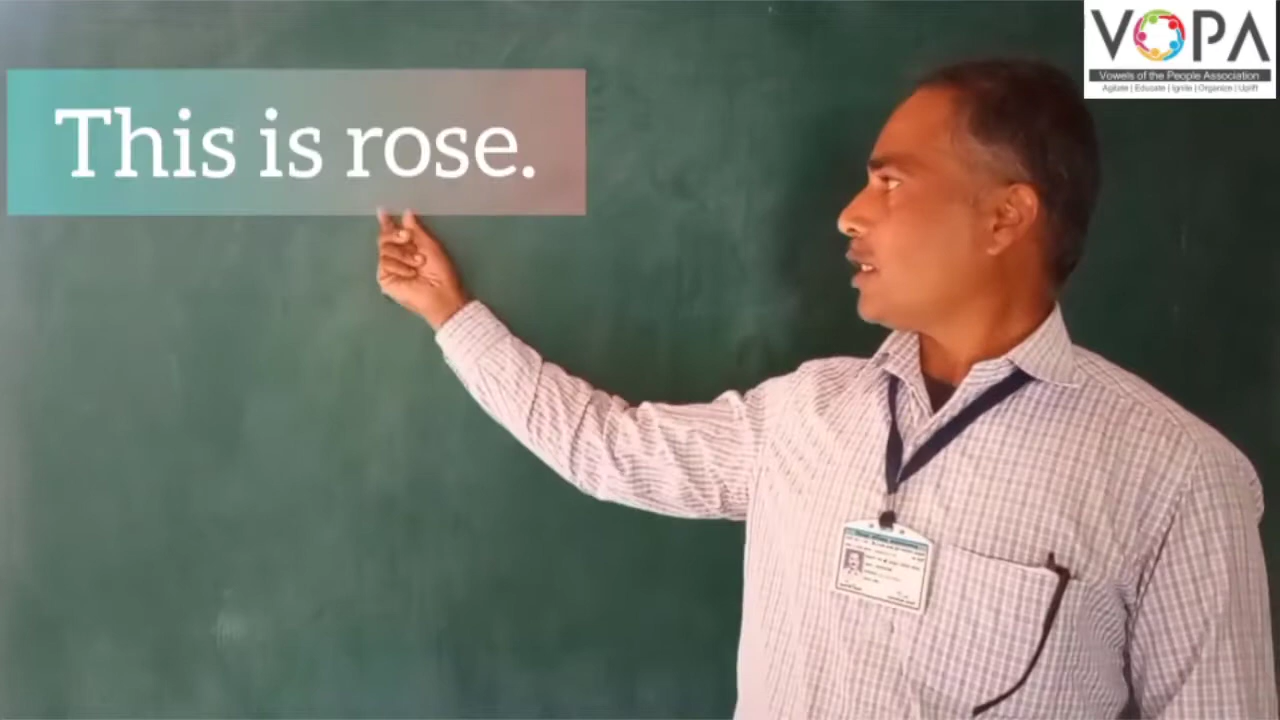 This is rose.
VOPA
Vowels of the People Association
Agitate | Educate | Ignite | Organize | Uplift